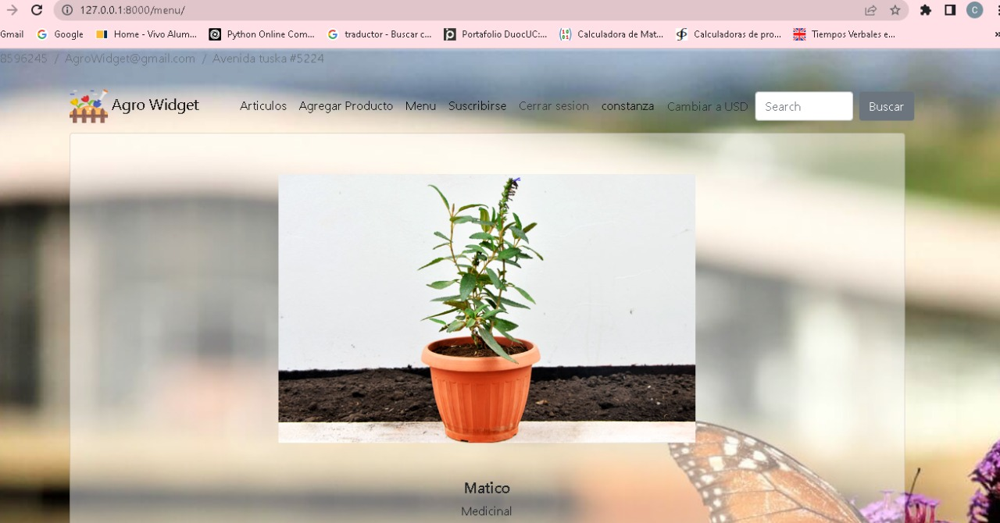 127.0.0.1:8000/menu/ C
Gmail Google Home - Vivo Alum... Python Online Com... traductor - Buscar c... Portafolio DuocUC:... Calculadora de Mat... Calculadoras de pro... Tiempos Verbales e... »
8596245 / AgroWidget@gmail.com / Avenida tuska #5224
Agro Widget Articulos Agregar Producto Menu Suscribirse Cerrar sesion constanza Cambiar a USD Search Buscar
Matico
Medicinal